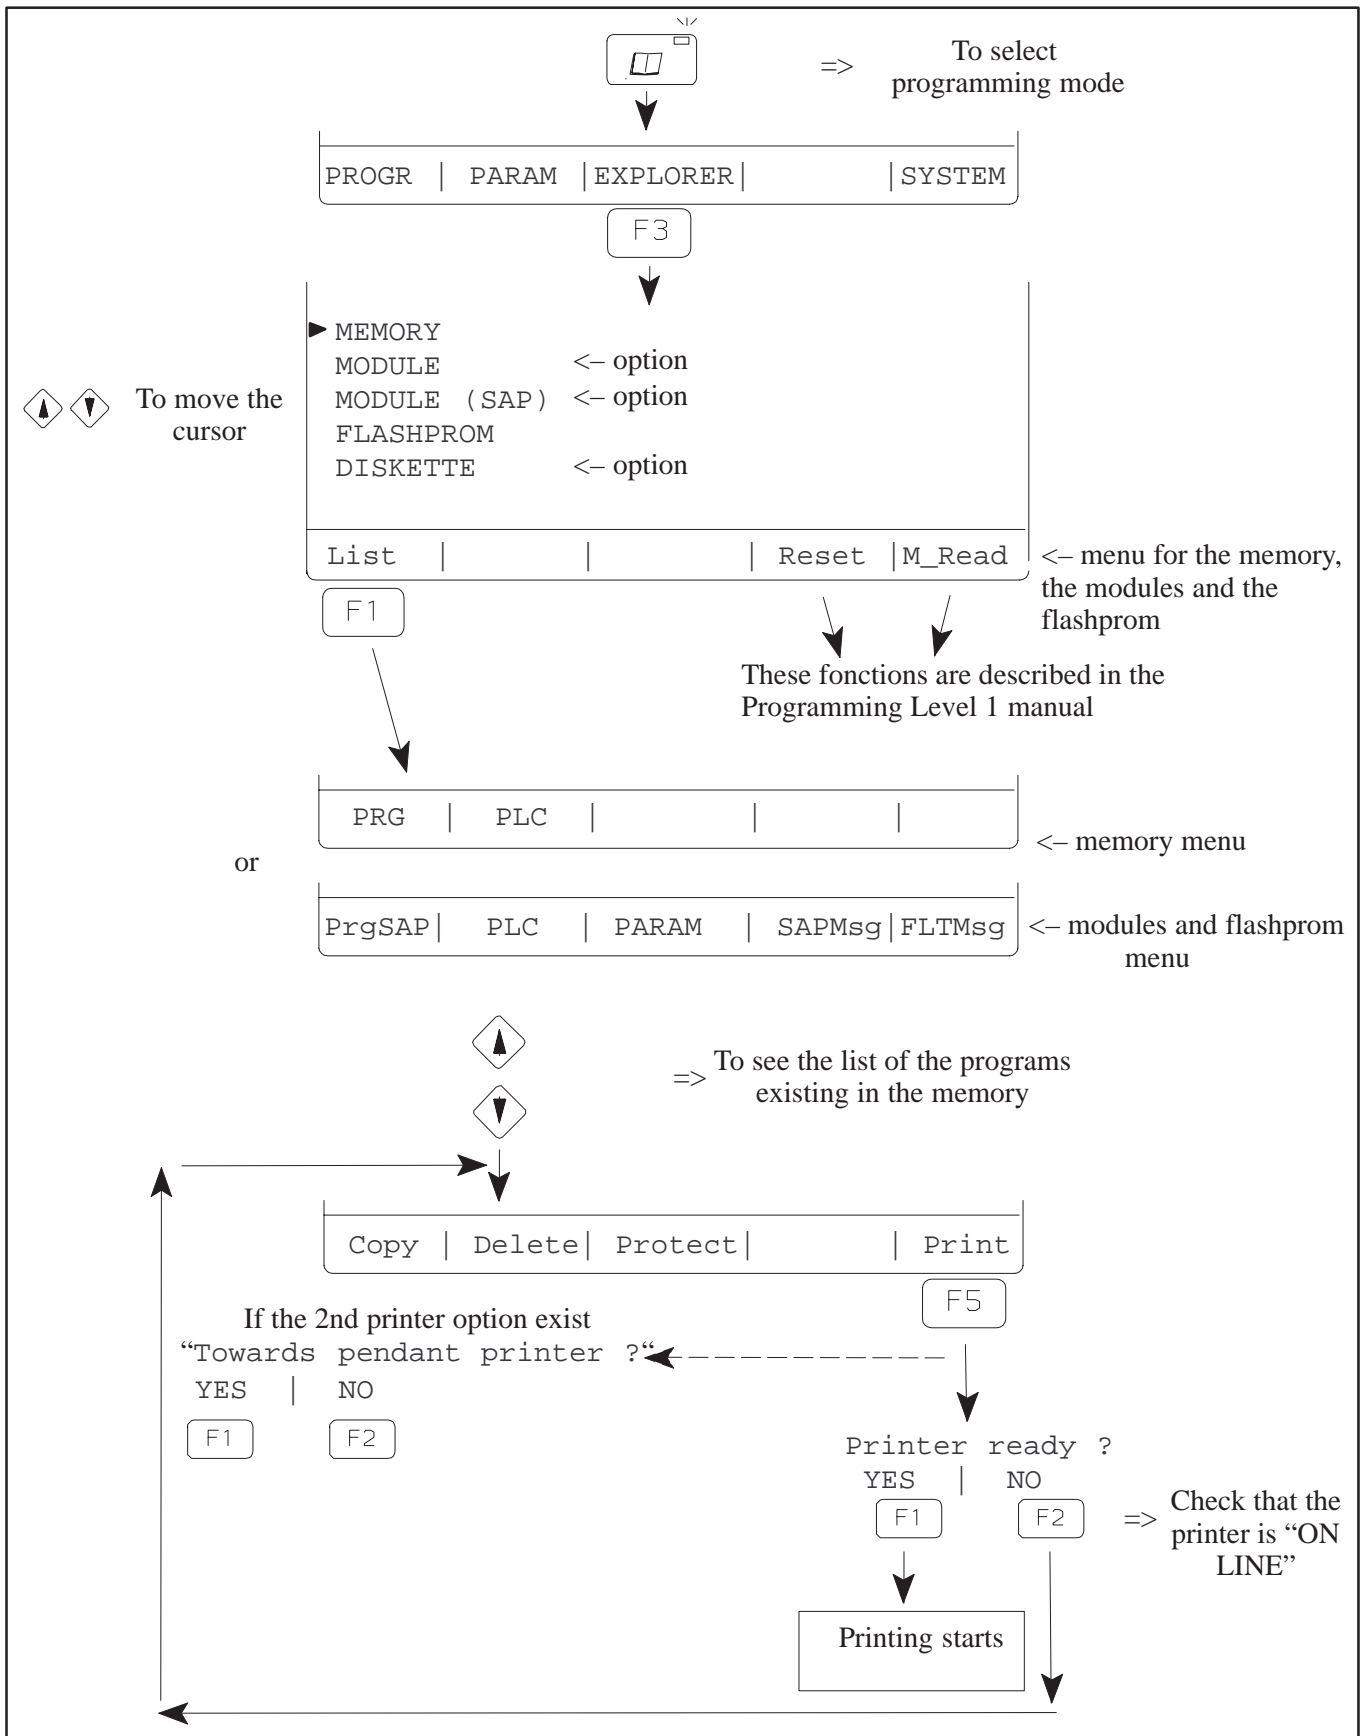 => To select
programming mode
PROGR | PARAM |EXPLORER| |SYSTEM
F3
MEMORY
MODULE <– option
MODULE (SAP) <– option
FLASHPROM
DISKETTE <– option
To move the
cursor
List | | | Reset |M_Read
<– menu for the memory,
the modules and the
flashprom
F1
These fonctions are described in the
Programming Level 1 manual
PRG | PLC | | |
<– memory menu
or
PrgSAP| PLC | PARAM | SAPMsg|FLTMsg
<– modules and flashprom
menu
=> To see the list of the programs
existing in the memory
Copy | Delete| Protect| | Print
F5
If the 2nd printer option exist
“Towards pendant printer ?“
YES | NO
F1 F2
Printer ready ?
YES | NO
F1 F2
=> Check that the
printer is “ON
LINE”
Printing starts